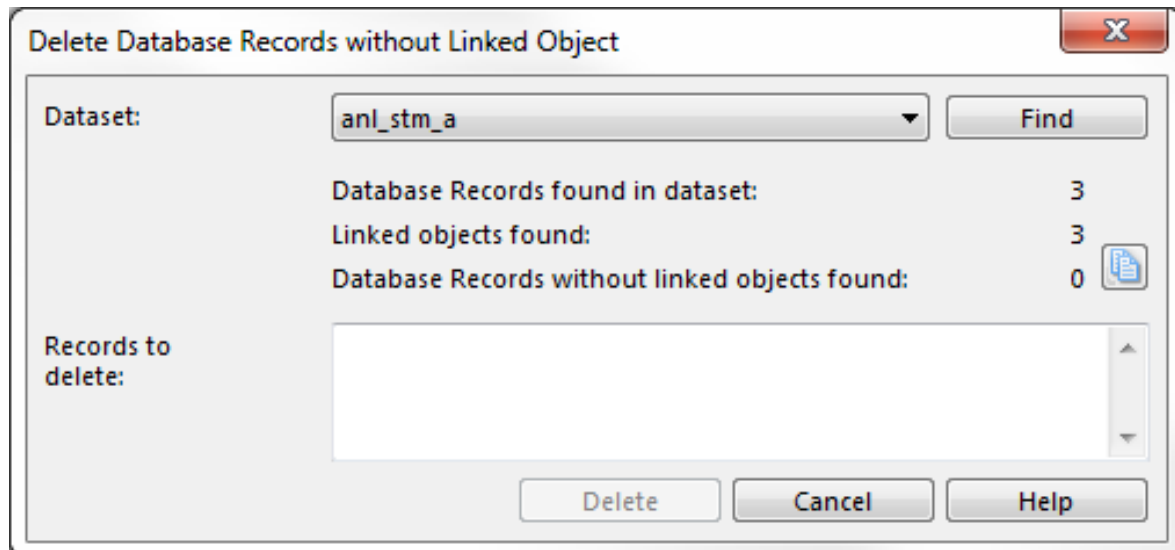 Delete Database Records without Linked Object
Dataset:
anl_stm_a
Find
Database Records found in dataset: 3
Linked objects found: 3
Database Records without linked objects found: 0
Records to
delete:
Delete
Cancel
Help